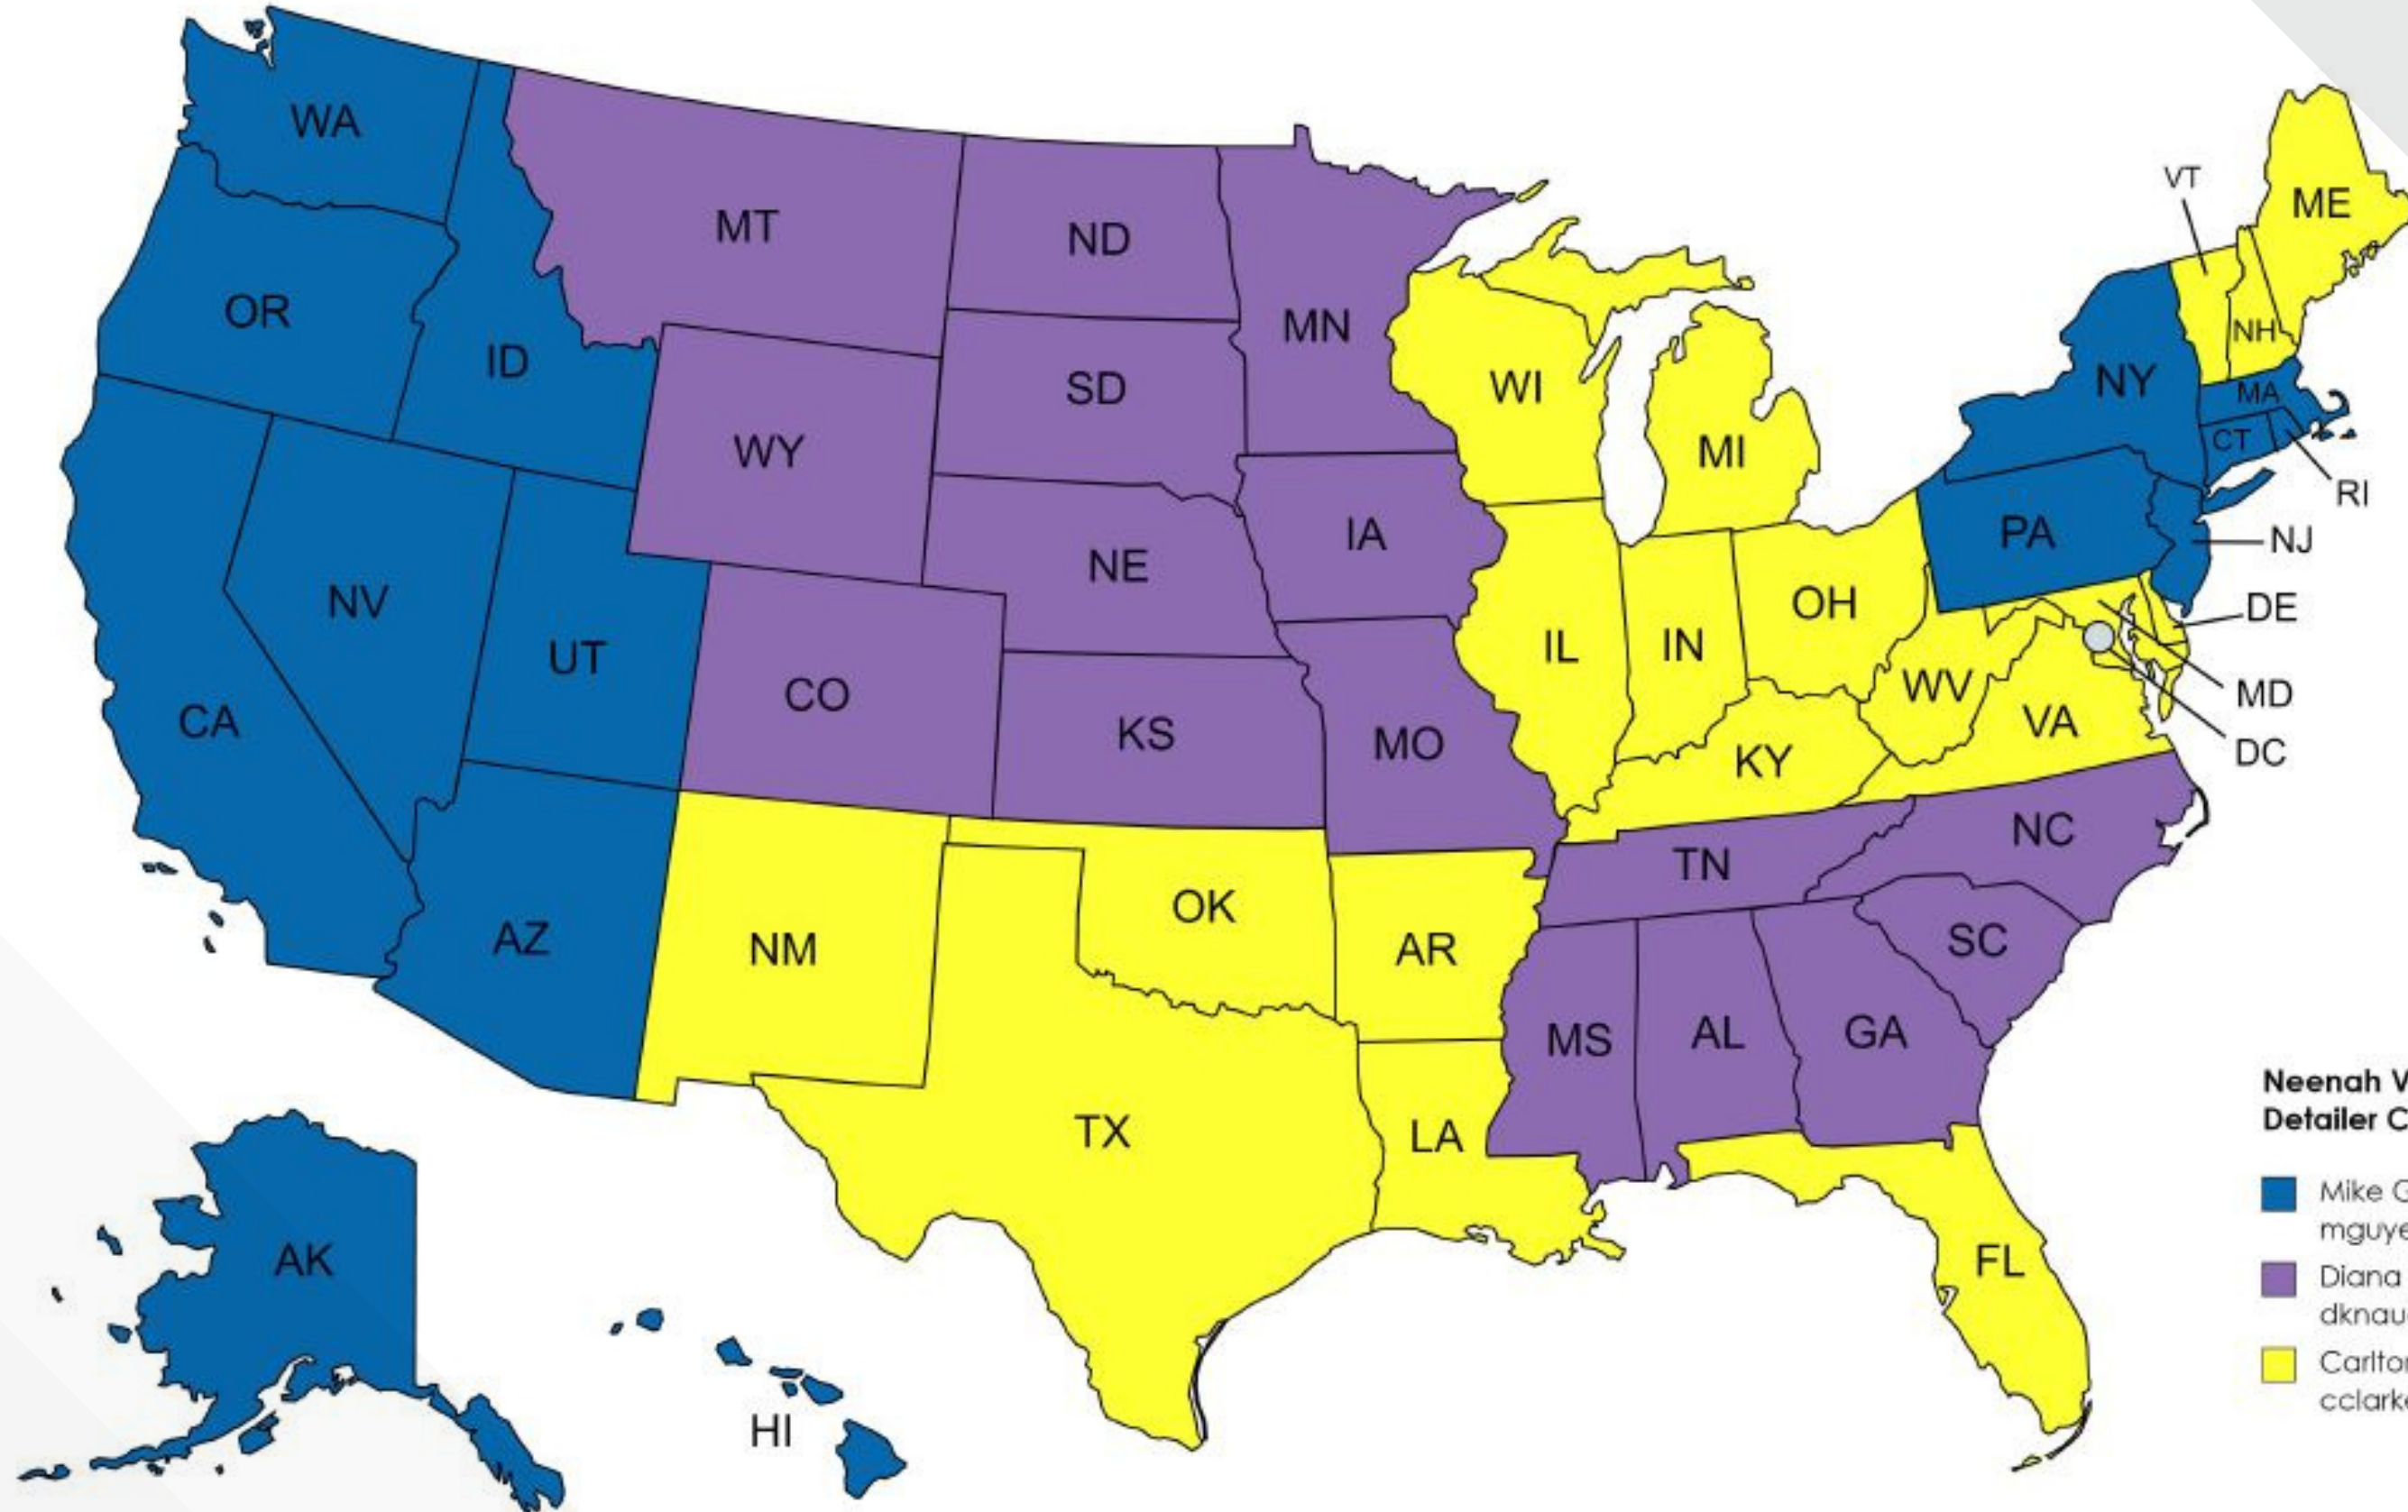 WA
OR
ID
MT
ND
MN
SD
WY
WI
MI
VT
ME
NH
NY
MA
CT
RI
PA
NJ
DE
MD
DC
CA
NV
UT
CO
NE
IA
KS
MO
IL
IN
OH
WV
VA
KY
TN
NC
SC
AZ
NM
OK
AR
TX
LA
MS
AL
GA
FL
AK
HI
Neenah
Detailer
Mike
Diana